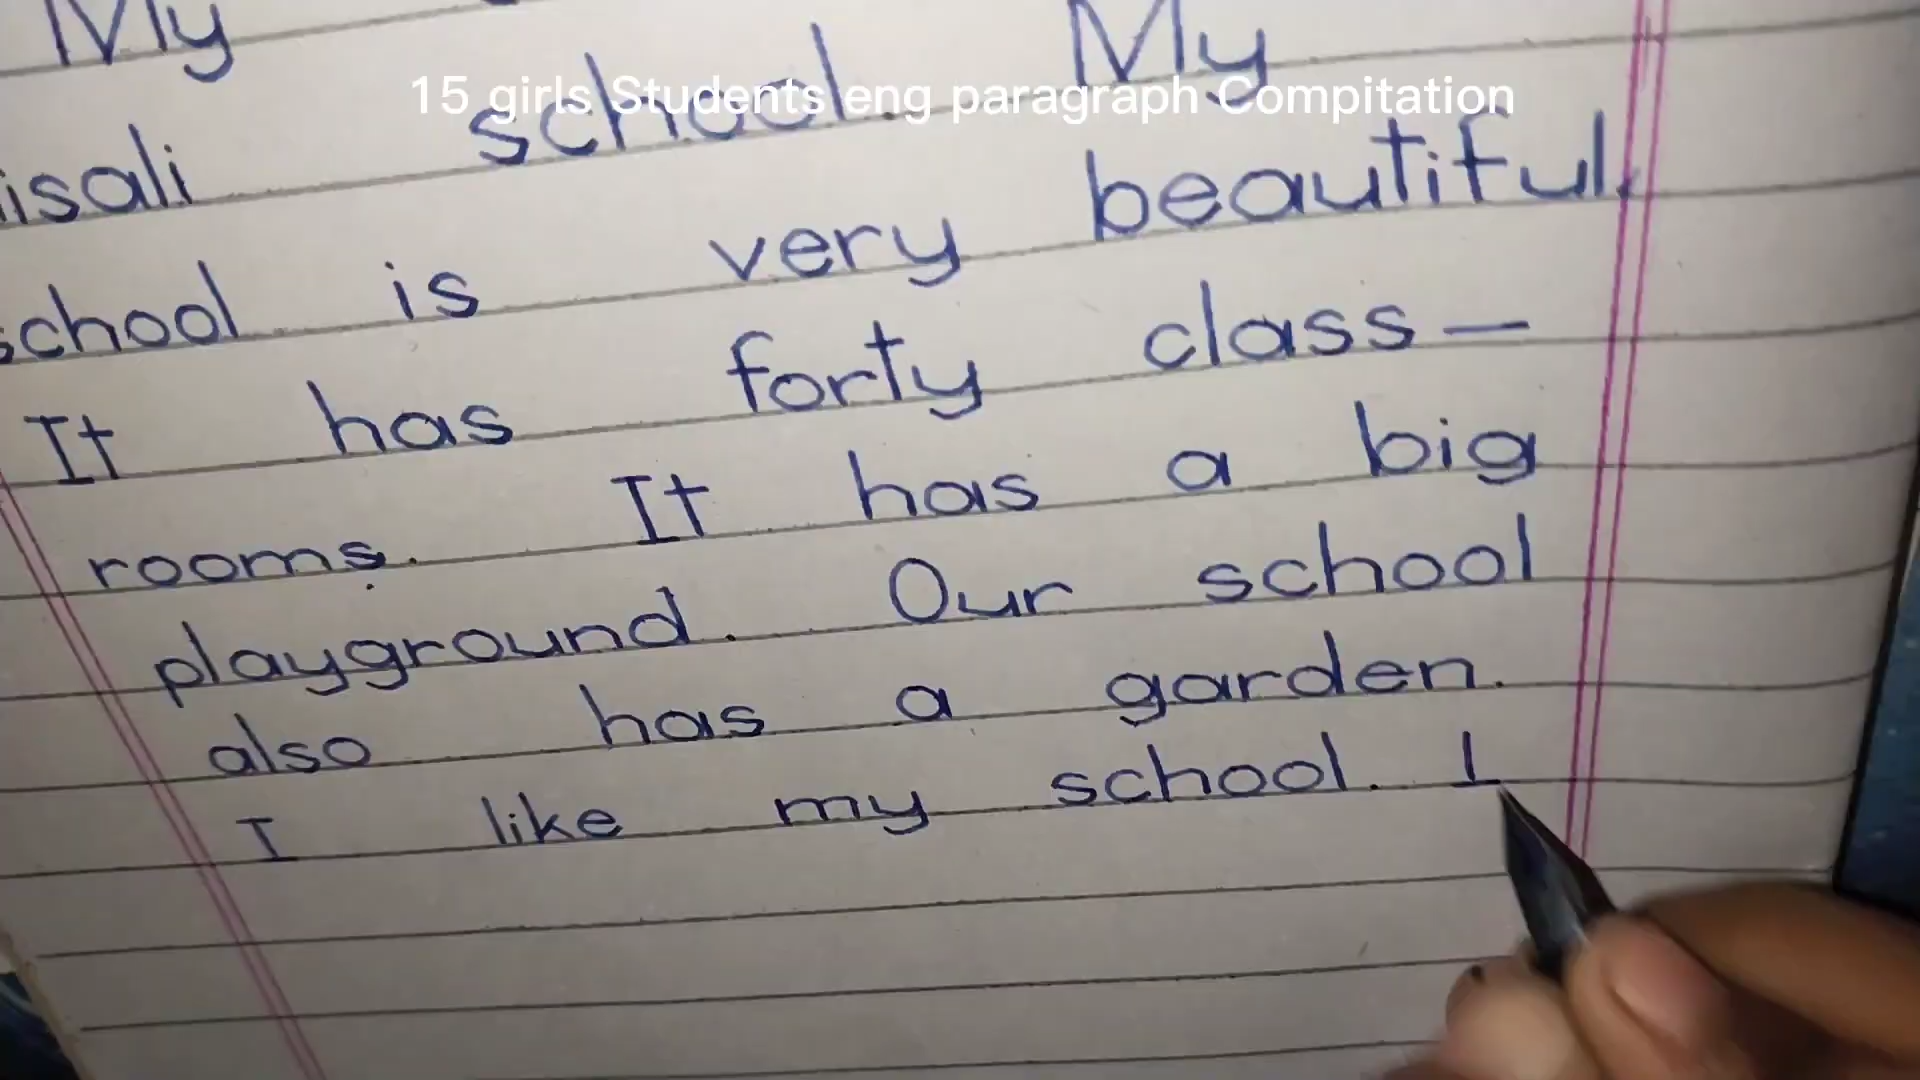 My
15 girls Students eng paragraph Compitation
isali school. My
school is very beautiful.
It has forty class-
rooms. It has a big
playground. Our school
also has a garden.
I like my school. I